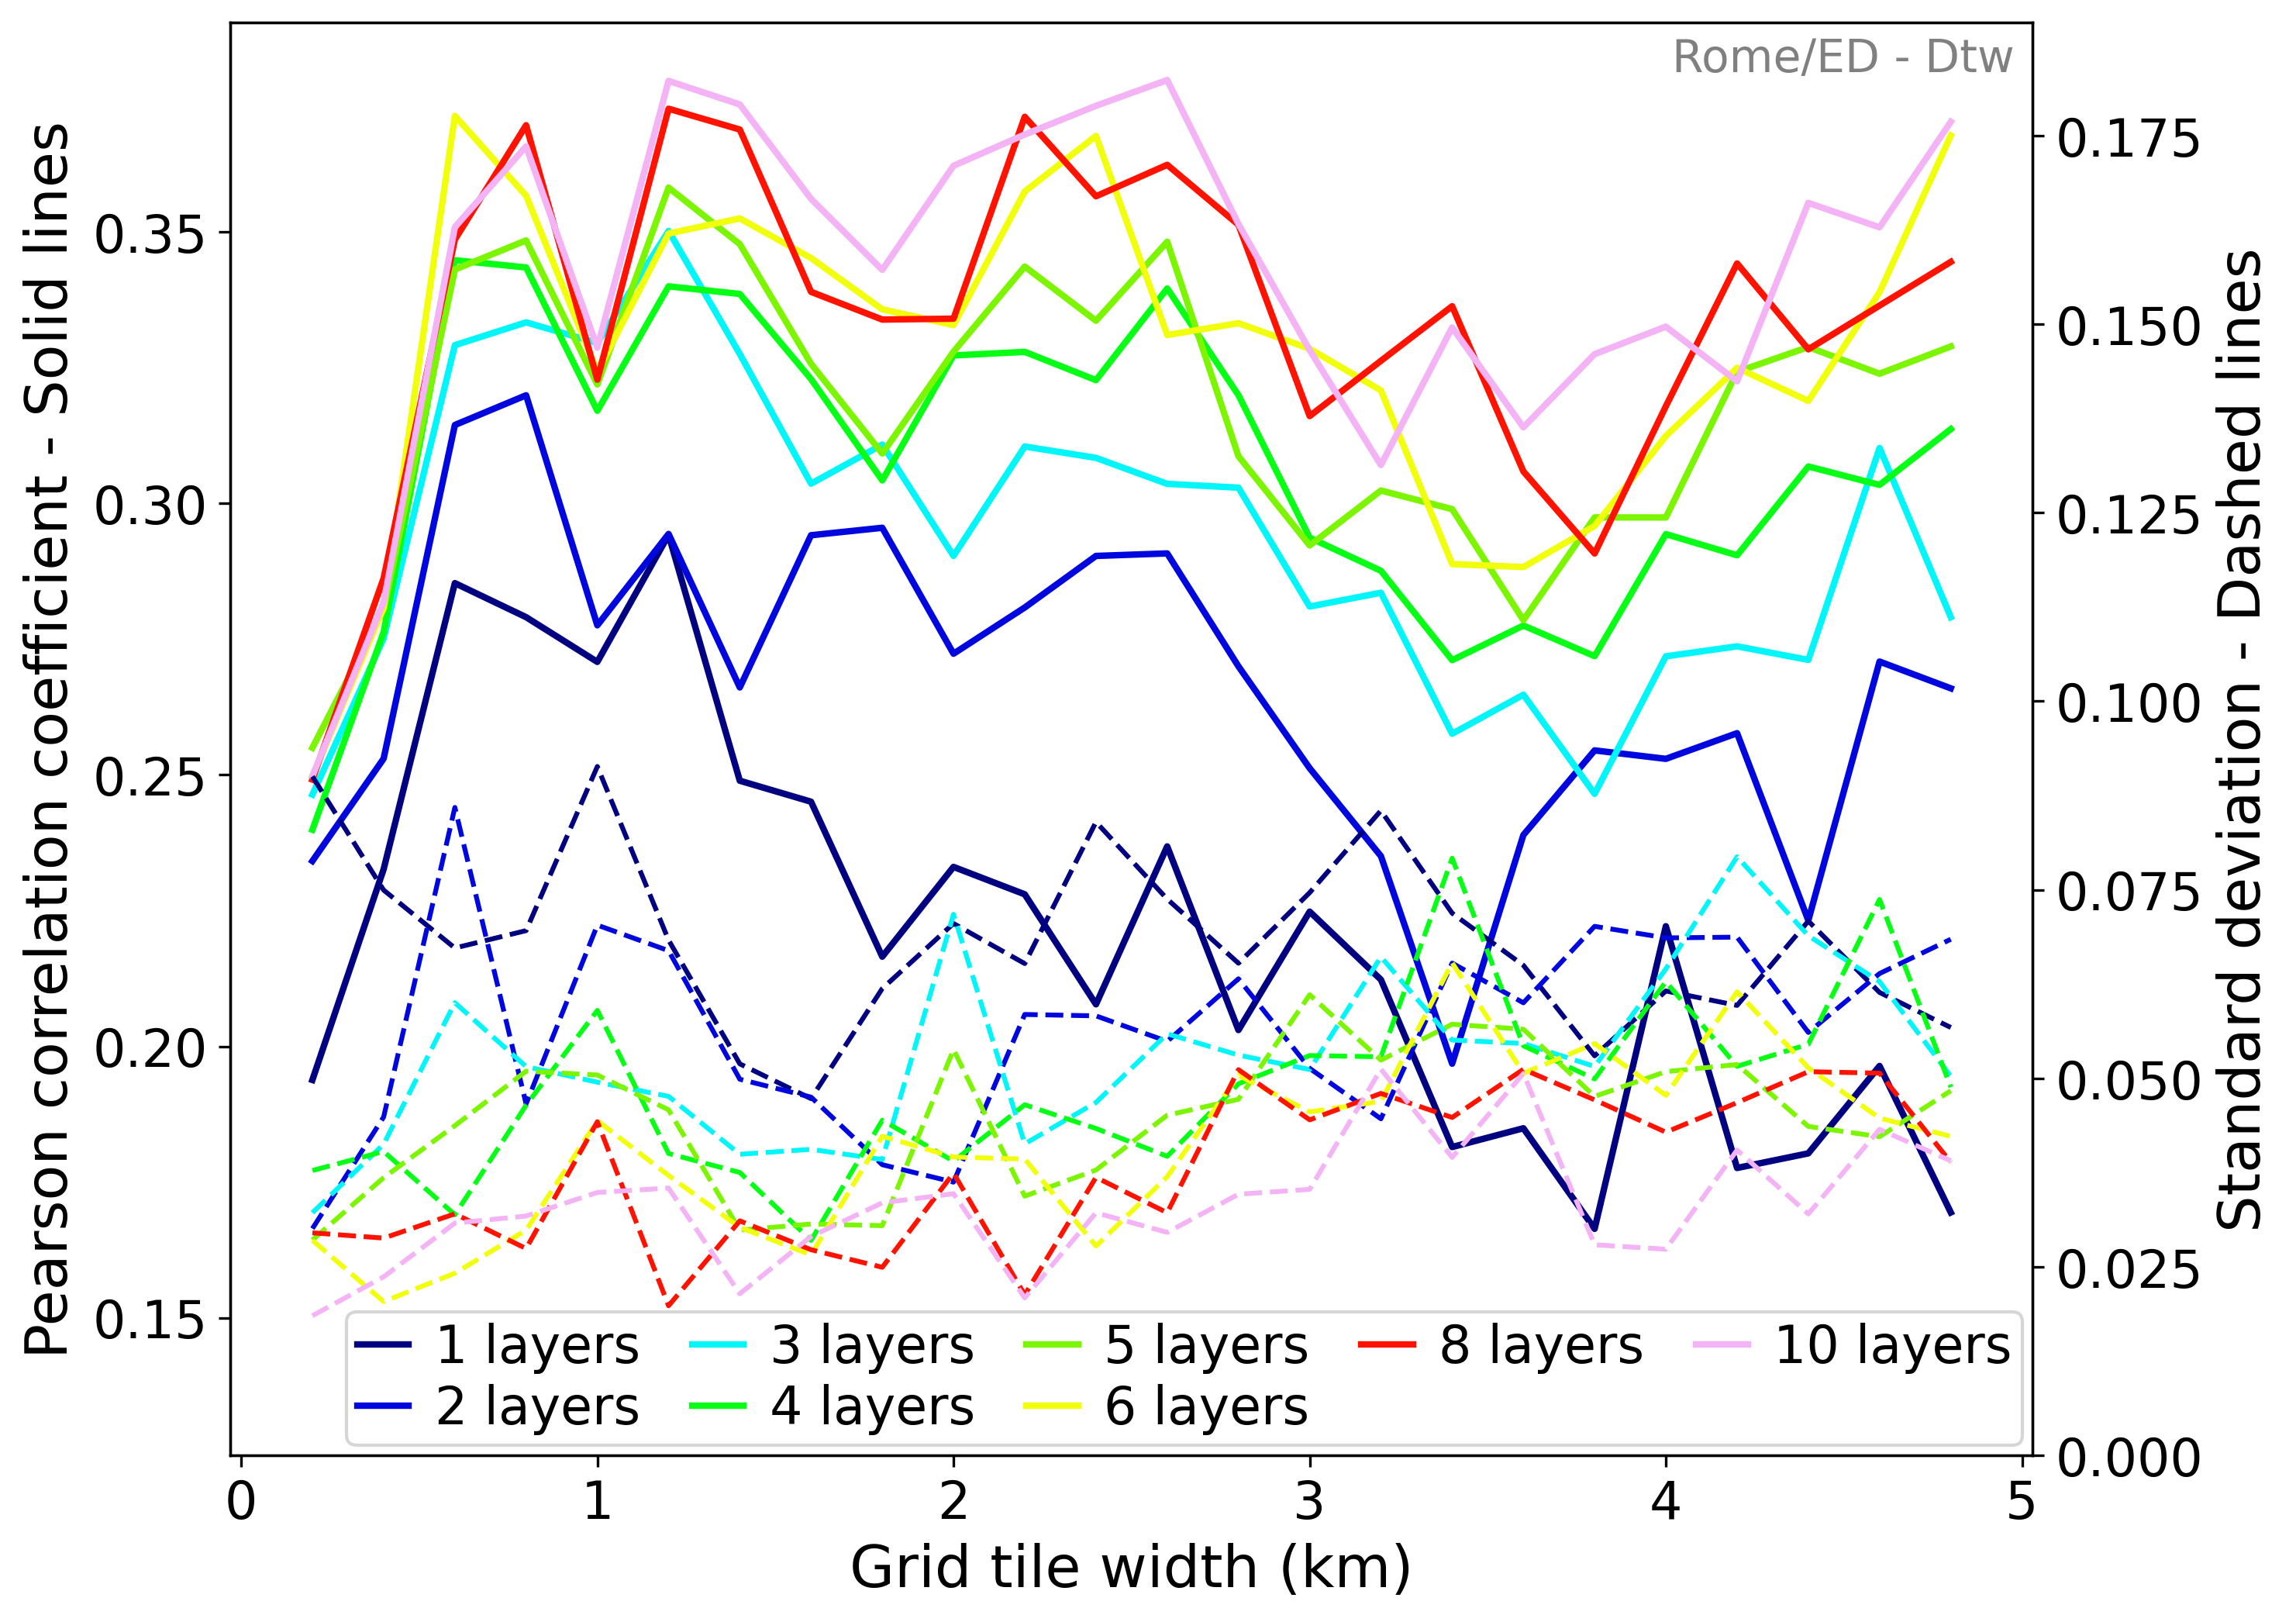 Rome/ED - Dtw
Pearson correlation coefficient - Solid lines
0.35
0.30
0.25
0.20
0.15
0.175
0.150
0.125
0.100
0.075
0.050
0.025
0.000
Standard deviation - Dashed lines
1 layers 3 layers 5 layers 8 layers 10 layers
2 layers 4 layers 6 layers
0 1 2 3 4 5
Grid tile width (km)